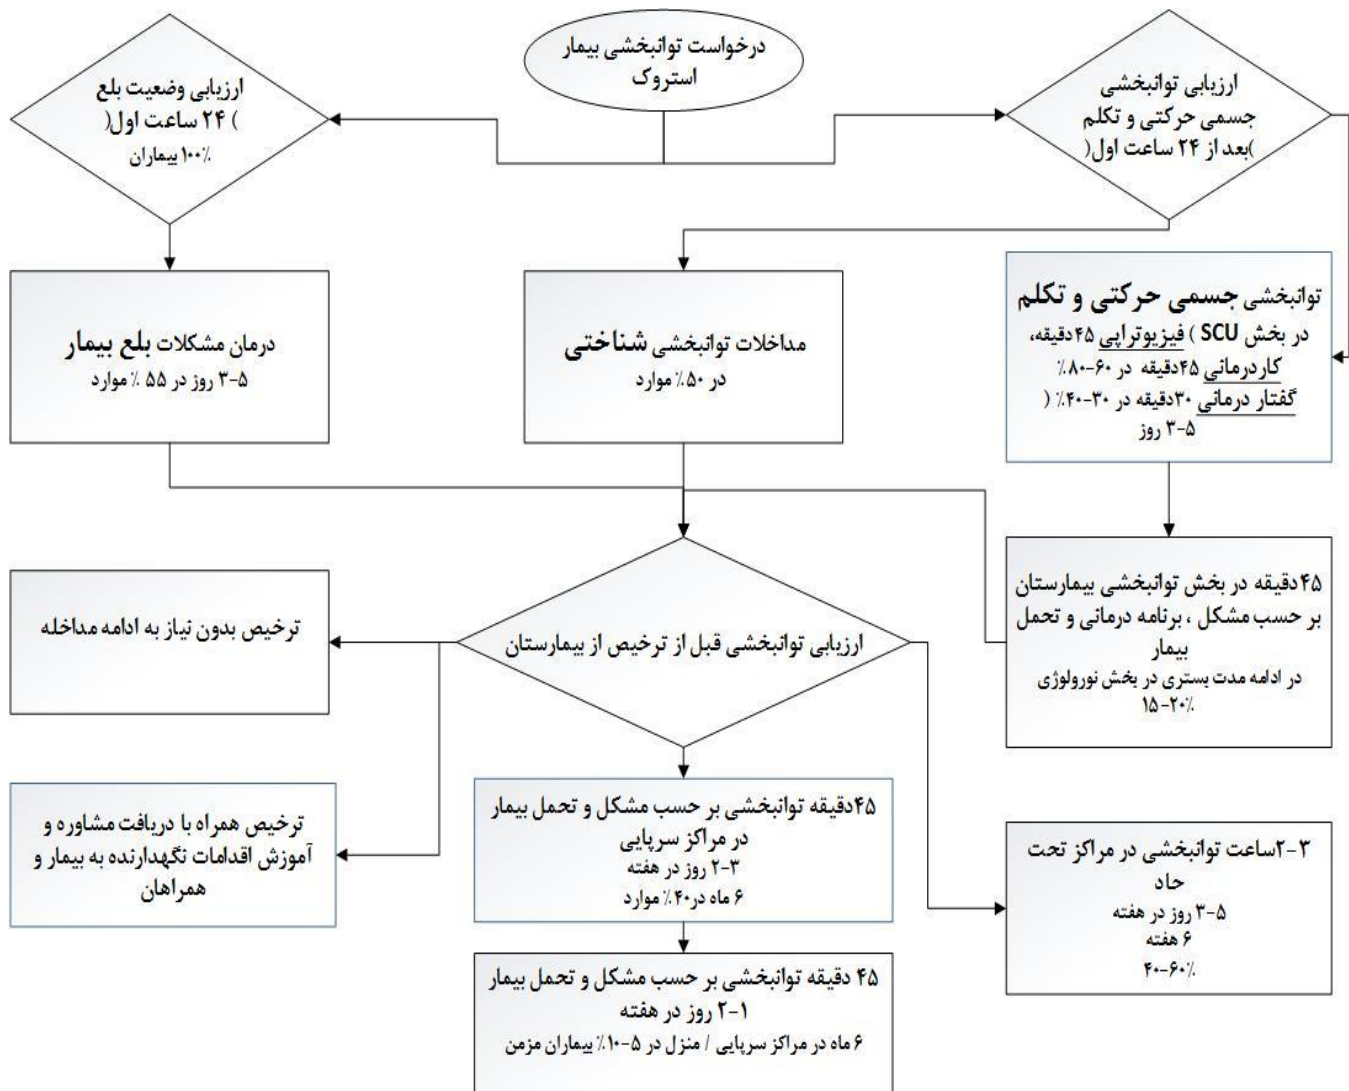 درخواست توانبخشی بیمار
استروک
ارزیابی توانبخشی
جسمی حرکتی و تکلم
)بعد از ۲۴ ساعت اول(
ارزیابی وضعیت بلع
) ۲۴ ساعت اول(
۱۰۰٪ بیماران
توانبخشی جسمی حرکتی و تکلم
در بخش SCU ) فیزیوتراپی ۴۵دقیقه،
کاردرمانی ۴۵دقیقه در ۶۰-۸۰٪
گفتار درمانی ۳۰دقیقه در ۳۰-۴۰٪ (
۳-۵ روز
مداخلات توانبخشی شناختی
در ۵۰٪ موارد
درمان مشکلات بلع بیمار
۳-۵ روز در ۵۵ ٪ موارد
۴۵دقیقه در بخش توانبخشی بیمارستان
بر حسب مشکل ، برنامه درمانی و تحمل
بیمار
در ادامه مدت بستری در بخش نورولوژی
۱۵-۲۰٪
ارزیابی توانبخشی قبل از ترخیص از بیمارستان
ترخیص بدون نیاز به ادامه مداخله
۲-۳ساعت توانبخشی در مراکز تحت
حاد
۳-۵ روز در هفته
۶ هفته
۴۰-۶۰٪
۴۵دقیقه توانبخشی بر حسب مشکل و تحمل بیمار
در مراکز سرپایی
۲-۳ روز در هفته
۶ ماه در۴۰٪ موارد
ترخیص همراه با دریافت مشاوره و
آموزش اقدامات نگهدارنده به بیمار و
همراهان
۴۵ دقیقه توانبخشی بر حسب مشکل و تحمل بیمار
۲-۱ روز در هفته
۶ ماه در مراکز سرپایی / منزل در ۵-۱۰٪ بیماران مزمن